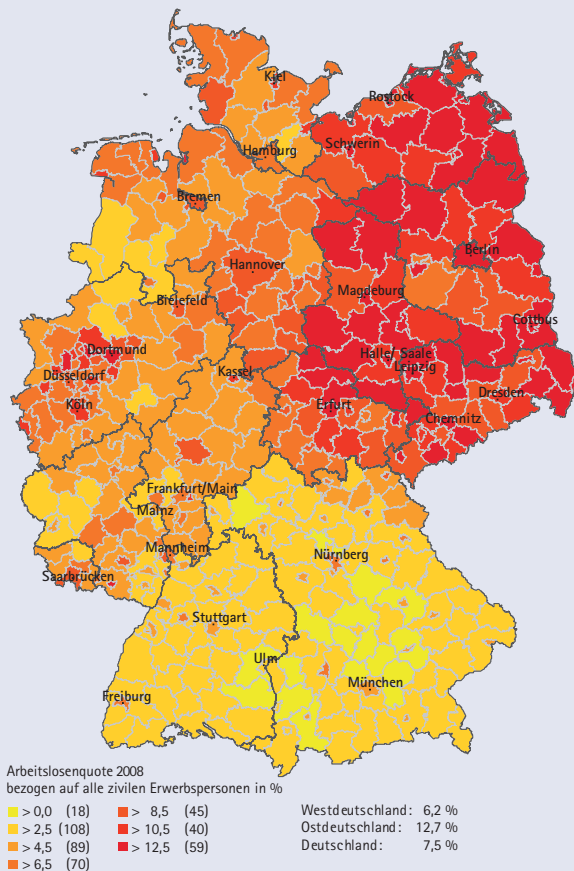 Kiel
Rostock
Hamburg
Schwerin
Bremen
Berlin
Hannover
Magdeburg
Bielefeld
Cottbus
Dortmund
Halle/ Saale
Leipzig
Düsseldorf
Kassel
Dresden
Köln
Erfurt
Chemnitz
Frankfurt/Main
Mainz
Mannheim
Nürnberg
Saarbrücken
Stuttgart
Ulm
München
Freiburg
Arbeitslosenquote 2008
bezogen auf alle zivilen Erwerbspersonen in %
> 0,0 (18) > 8,5 (45) Westdeutschland: 6,2 %
> 2,5 (108) > 10,5 (40) Ostdeutschland: 12,7 %
> 4,5 (89) > 12,5 (59) Deutschland: 7,5 %
> 6,5 (70)